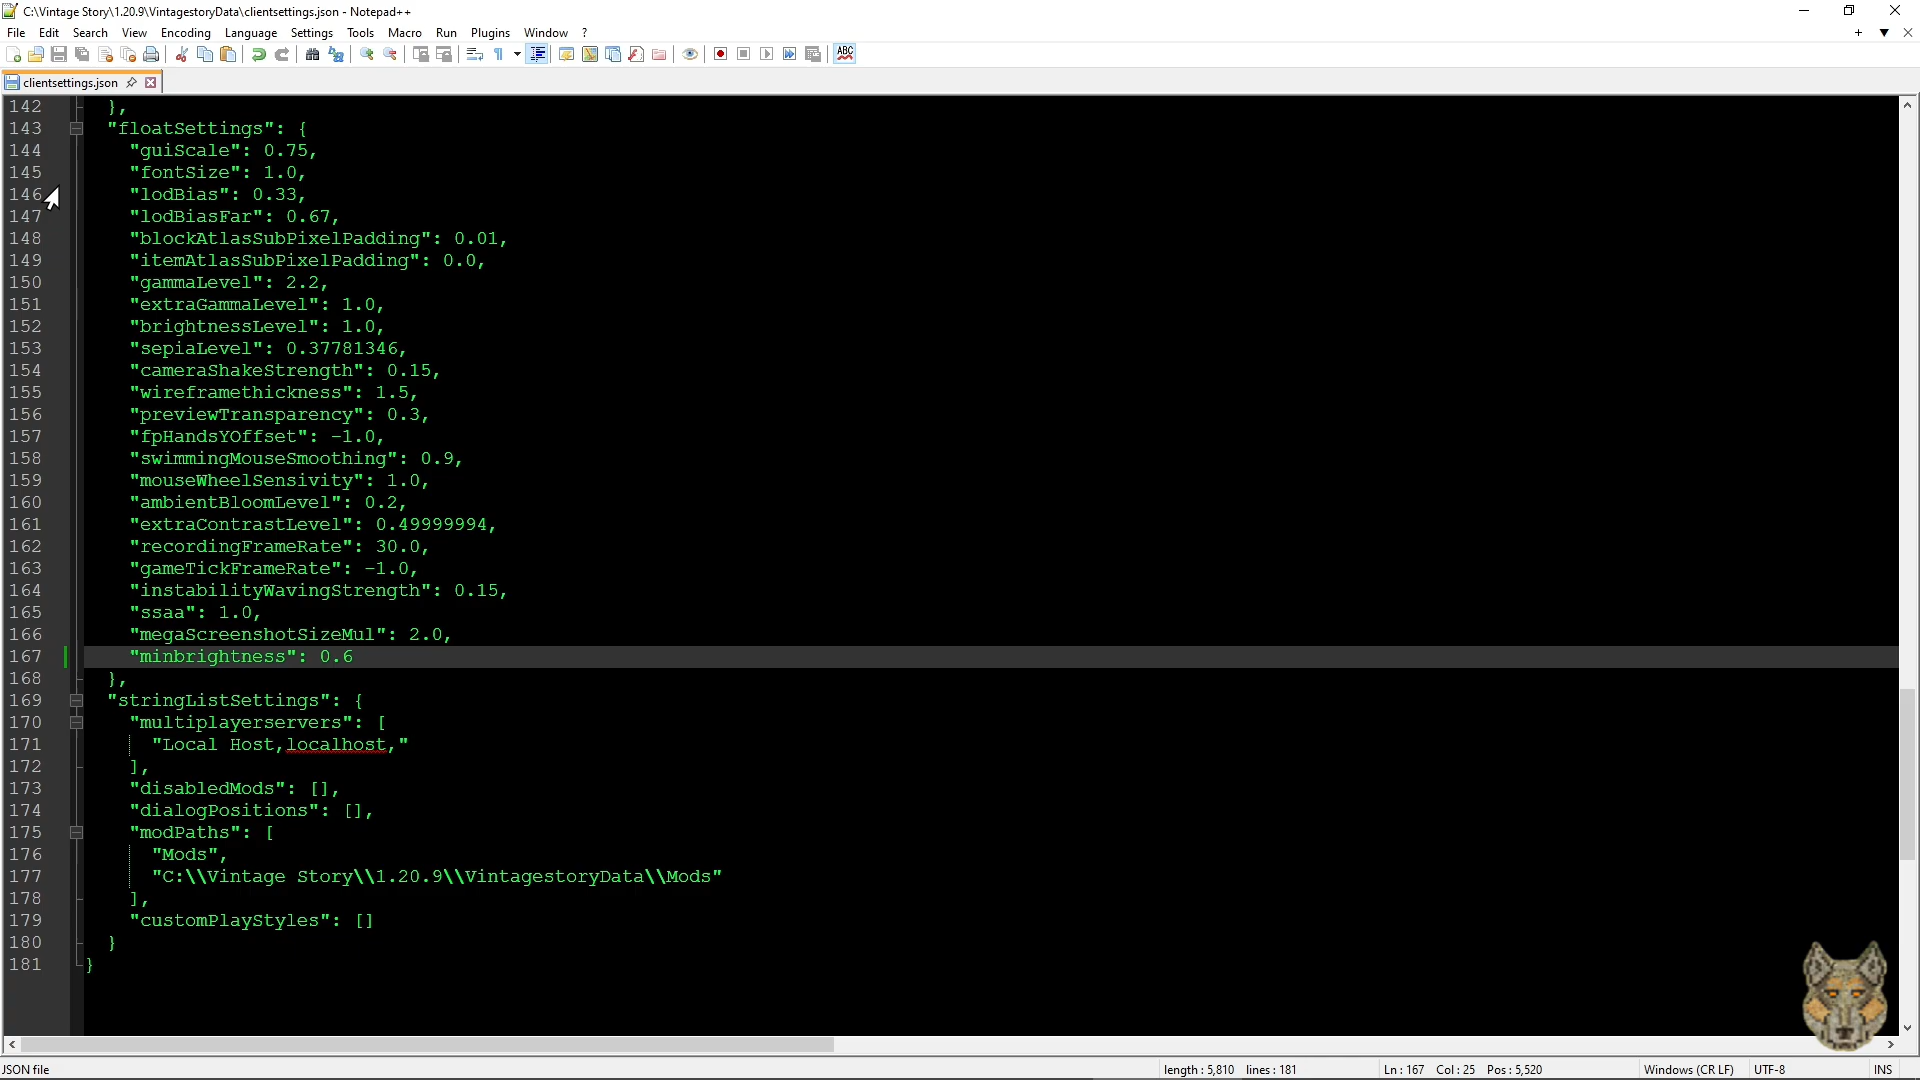 C:\Vintage Story\1.20.9\VintagestoryData\clientsettings.json - Notepad++
File Edit Search View Encoding Language Settings Tools Macro Run Plugins Window ?
ABC
clientsettings.json
142 },
143 "floatSettings": {
144 "guiScale": 0.75,
145 "fontSize": 1.0,
146 "lodBias": 0.33,
147 "lodBiasFar": 0.67,
148 "blockAtlasSubPixelPadding": 0.01,
149 "itemAtlasSubPixelPadding": 0.0,
150 "gammaLevel": 2.2,
151 "extraGammaLevel": 1.0,
152 "brightnessLevel": 1.0,
153 "sepiaLevel": 0.37781346,
154 "cameraShakeStrength": 0.15,
155 "wireframethickness": 1.5,
156 "previewTransparency": 0.3,
157 "fpHandsYOffset": -1.0,
158 "swimmingMouseSmoothing": 0.9,
159 "mouseWheelSensivity": 1.0,
160 "ambientBloomLevel": 0.2,
161 "extraContrastLevel": 0.49999994,
162 "recordingFrameRate": 30.0,
163 "gameTickFrameRate": -1.0,
164 "instabilityWavingStrength": 0.15,
165 "ssaa": 1.0,
166 "megaScreenshotSizeMul": 2.0,
167 "minbrightness": 0.6
168 },
169 "stringListSettings": {
170 "multiplayerservers": [
171 "Local Host,localhost,"
172 ],
173 "disabledMods": [],
174 "dialogPositions": [],
175 "modPaths": [
176 "Mods",
177 "C:\\Vintage Story\\1.20.9\\VintagestoryData\\Mods"
178 ],
179 "customPlayStyles": []
180 }
181 }
JSON file length : 5,810 lines : 181 Ln : 167 Col : 25 Pos : 5,520 Windows (CR LF) UTF-8 INS